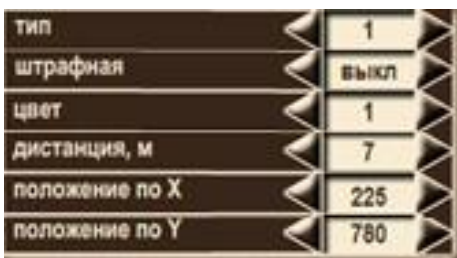 тип 1
штрафная выкл
цвет 1
дистанция, м 7
положение по X 225
положение по Y 780